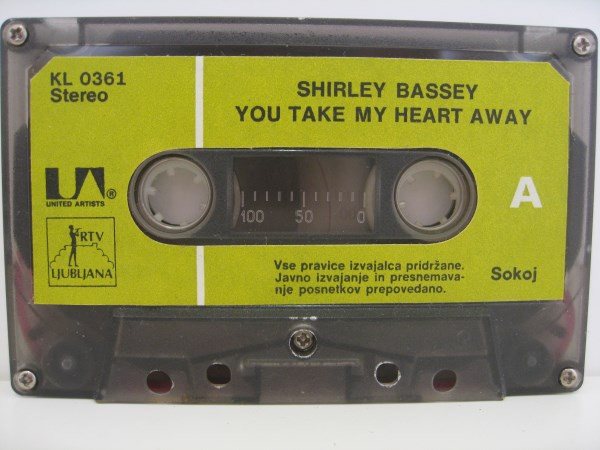 KL 0361
Stereo
SHIRLEY BASSEY
YOU TAKE MY HEART AWAY
UA®
UNITED ARTISTS
RTV
LJUBLJANA
100 50 0
A
Vse pravice izvajalca pridržane.
Javno izvajanje in presnemava-
nje posnetkov prepovedano.
Sokoj